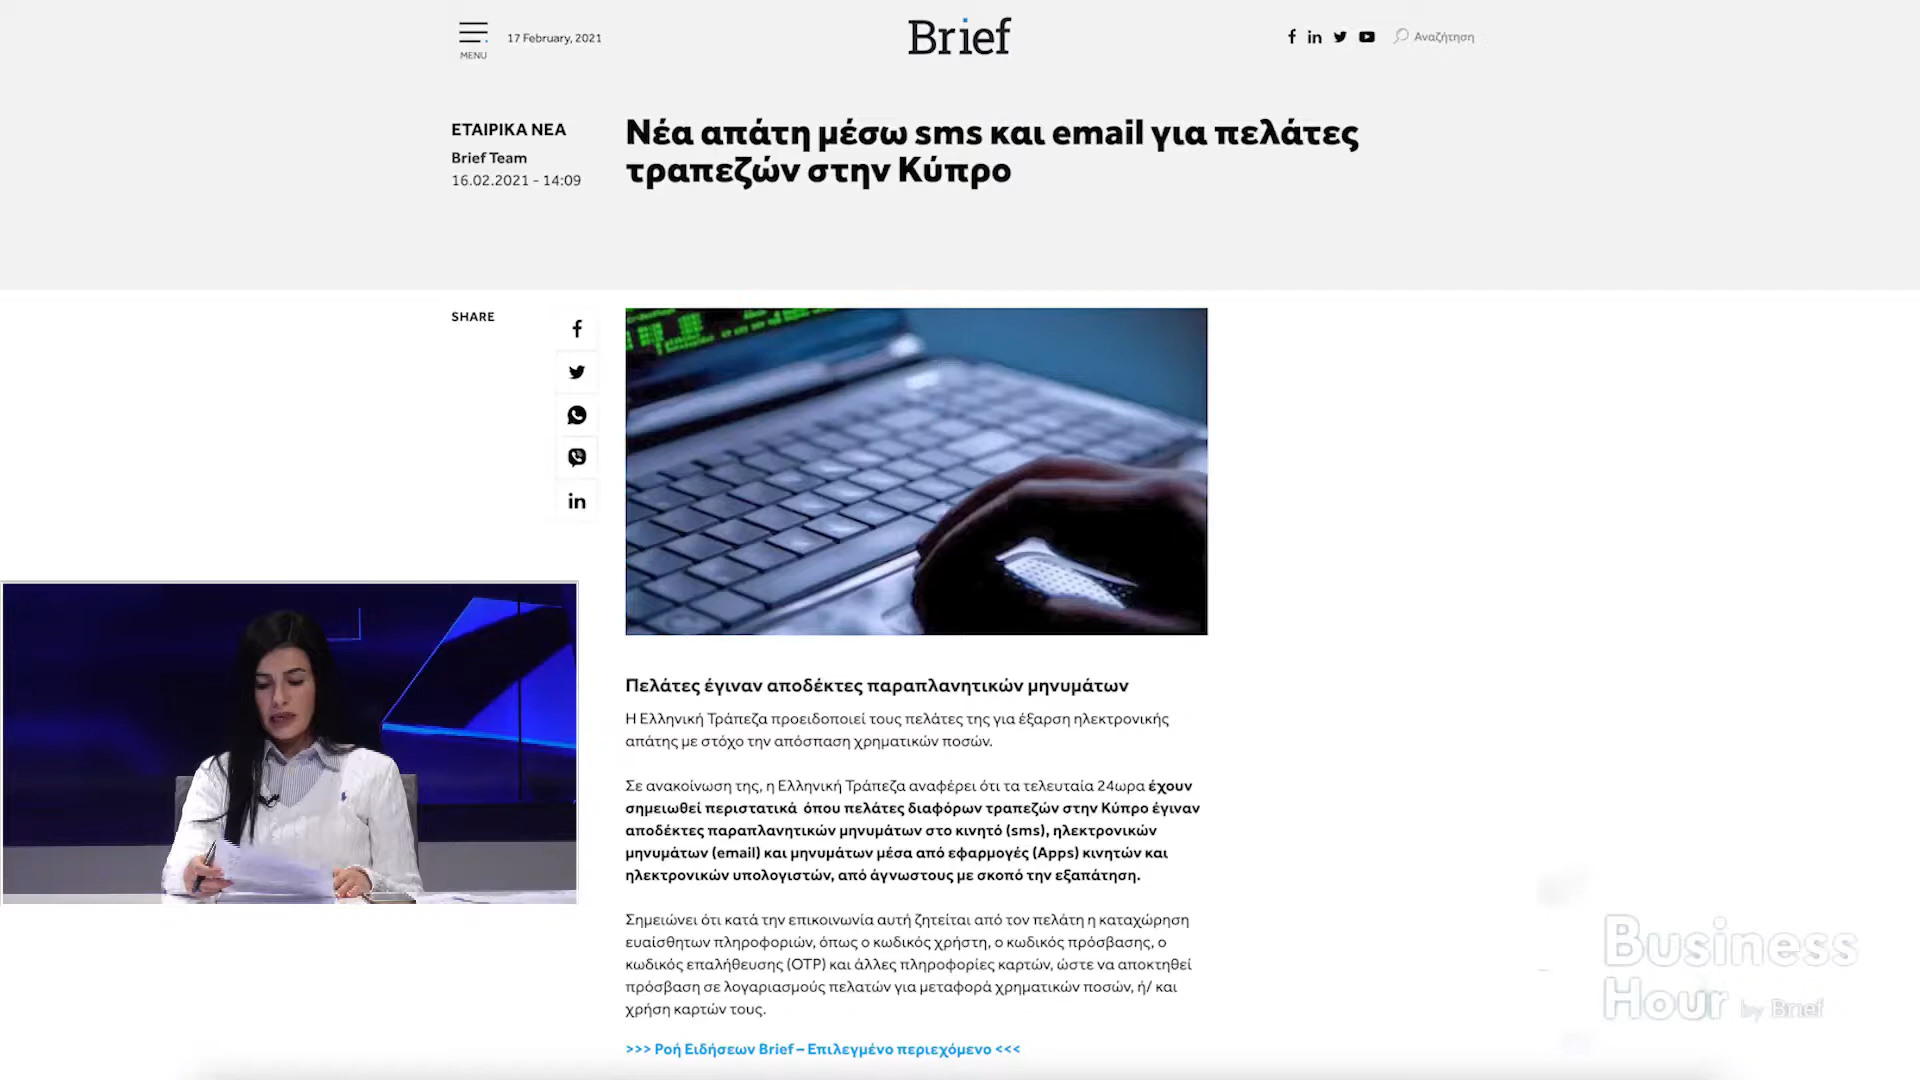 MENU
17 February, 2021
Brief
Αναζήτηση
ΕΤΑΙΡΙΚΑ ΝΕΑ
Brief Team
16.02.2021 - 14:09
Νέα απάτη μέσω sms και email για πελάτες
τραπεζών στην Κύπρο
SHARE
Πελάτες έγιναν αποδέκτες παραπλανητικών μηνυμάτων
Η Ελληνική Τράπεζα προειδοποιεί τους πελάτες της για έξαρση ηλεκτρονικής
απάτης με στόχο την απόσπαση χρηματικών ποσών.
Σε ανακοίνωση της, η Ελληνική Τράπεζα αναφέρει ότι τα τελευταία 24ωρα έχουν
σημειωθεί περιστατικά όπου πελάτες διαφόρων τραπεζών στην Κύπρο έγιναν
αποδέκτες παραπλανητικών μηνυμάτων στο κινητό (sms), ηλεκτρονικών
μηνυμάτων (email) και μηνυμάτων μέσα από εφαρμογές (Apps) κινητών και
ηλεκτρονικών υπολογιστών, από άγνωστους με σκοπό την εξαπάτηση.
Σημειώνει ότι κατά την επικοινωνία αυτή ζητείται από τον πελάτη η καταχώρηση
ευαίσθητων πληροφοριών, όπως ο κωδικός χρήστη, ο κωδικός πρόσβασης, ο
κωδικός επαλήθευσης (OTP) και άλλες πληροφορίες καρτών, ώστε να αποκτηθεί
πρόσβαση σε λογαριασμούς πελατών για μεταφορά χρηματικών ποσών, ή/ και
χρήση καρτών τους.
>>> Ροή Ειδήσεων Brief – Επιλεγμένο περιεχόμενο <<<
Business
Hour by Brief